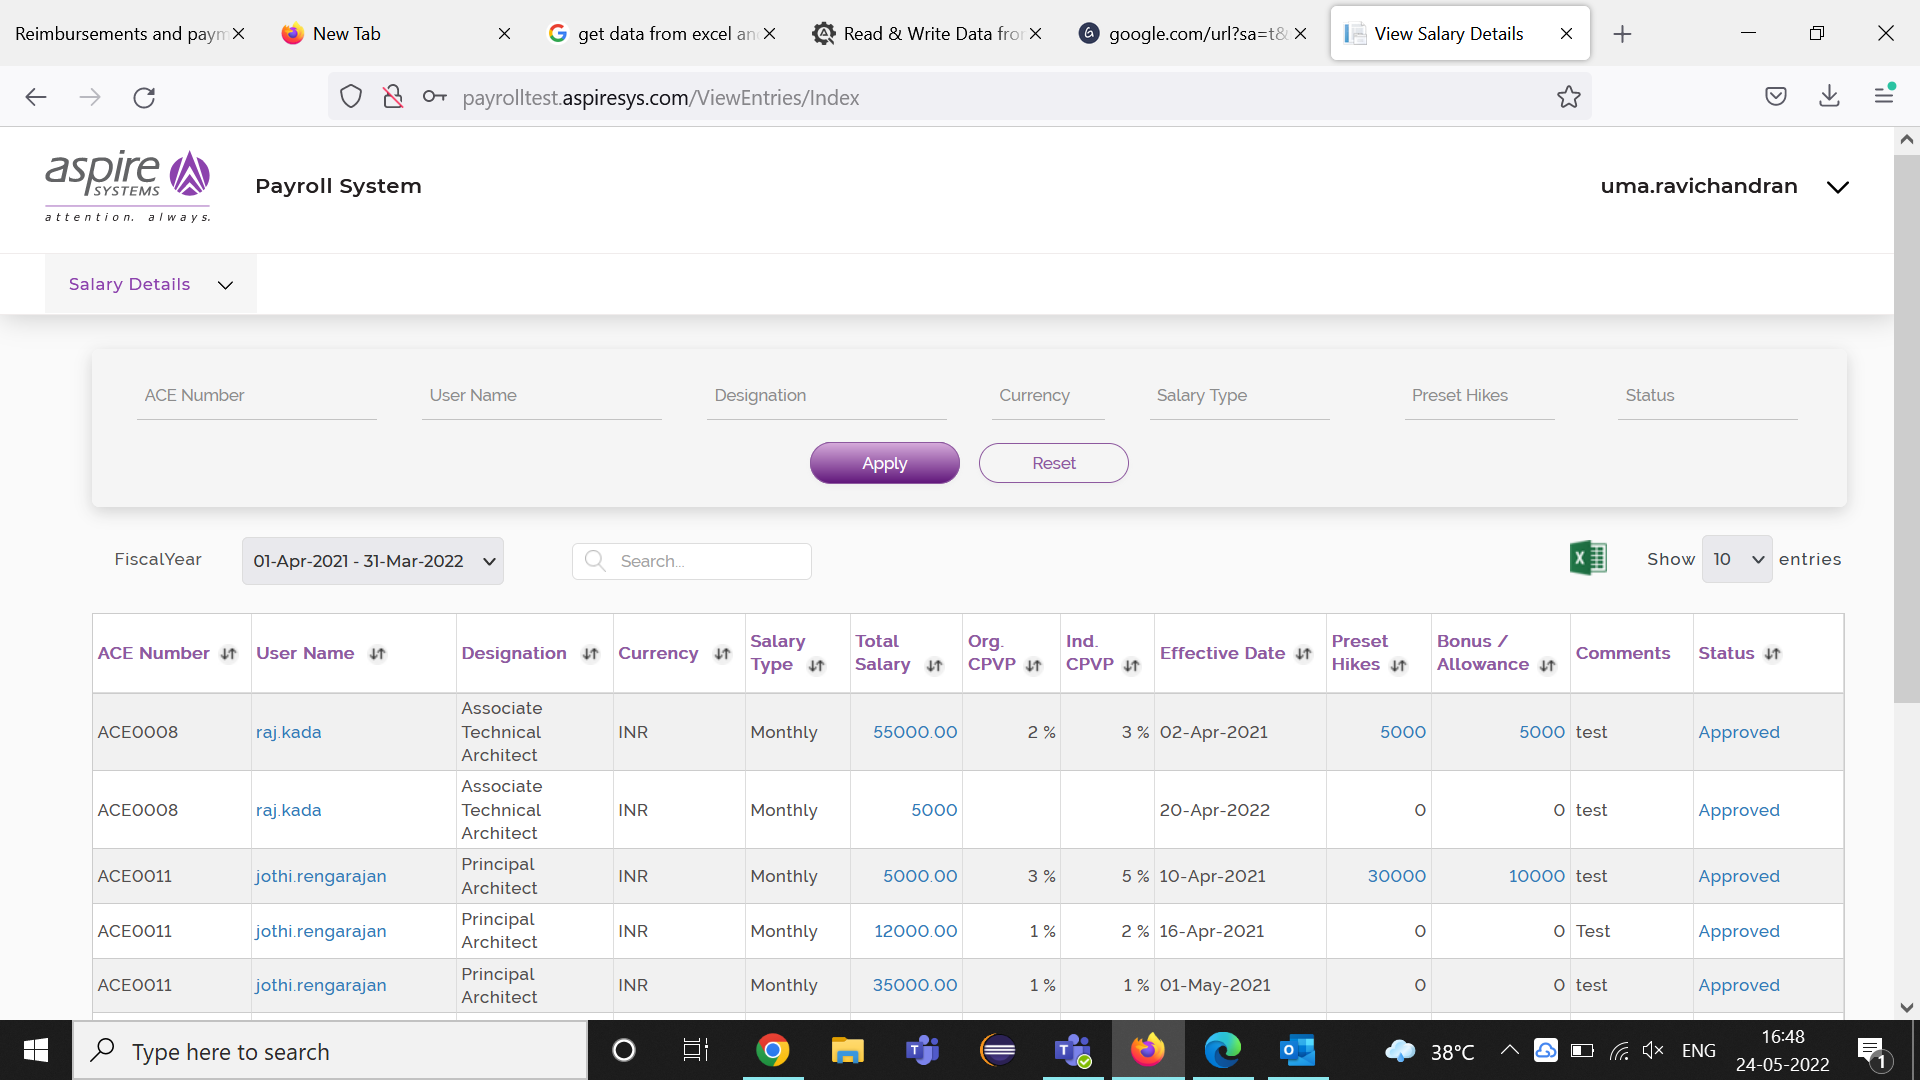 Reimbursements and paym
New Tab
get data from excel an
Read & Write Data fro
google.com/url?sa=t&
View Salary Details
payrolltest.aspiresys.com/ViewEntries/Index
aspire
SYSTEMS
attention. always.
Payroll System
uma.ravichandran
Salary Details
ACE Number User Name Designation Currency Salary Type Preset Hikes Status
Apply Reset
FiscalYear 01-Apr-2021 - 31-Mar-2022 Search... X Show 10 entries
ACE Number User Name Designation Currency Salary Type Total Salary Org. CPVP Ind. CPVP Effective Date Preset Hikes Bonus / Allowance Comments Status
ACE0008 raj.kada Associate Technical Architect INR Monthly 55000.00 2 % 3 % 02-Apr-2021 5000 5000 test Approved
ACE0008 raj.kada Associate Technical Architect INR Monthly 5000 20-Apr-2022 0 0 test Approved
ACE0011 jothi.rengarajan Principal Architect INR Monthly 5000.00 3 % 5 % 10-Apr-2021 30000 10000 test Approved
ACE0011 jothi.rengarajan Principal Architect INR Monthly 12000.00 1 % 2 % 16-Apr-2021 0 0 Test Approved
ACE0011 jothi.rengarajan Principal Architect INR Monthly 35000.00 1 % 1 % 01-May-2021 0 0 test Approved
Type here to search
38°C
ENG
16:48
24-05-2022
1